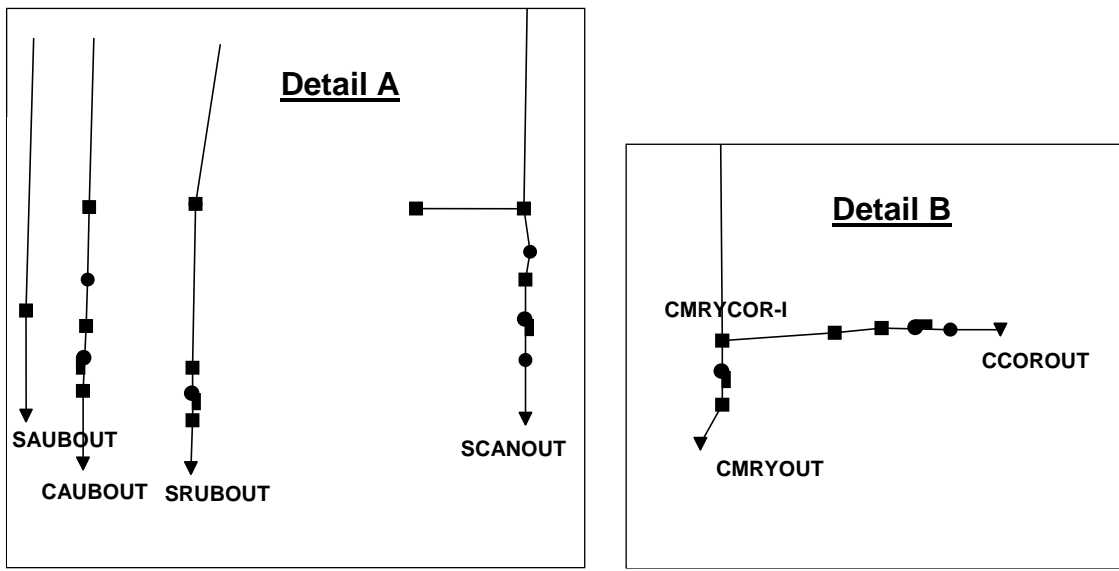 Detail A
SAUBOUT
CAUBOUT
SRUBOUT
SCANOUT
Detail B
CMRYCOR-I
CCOROUT
CMRYOUT